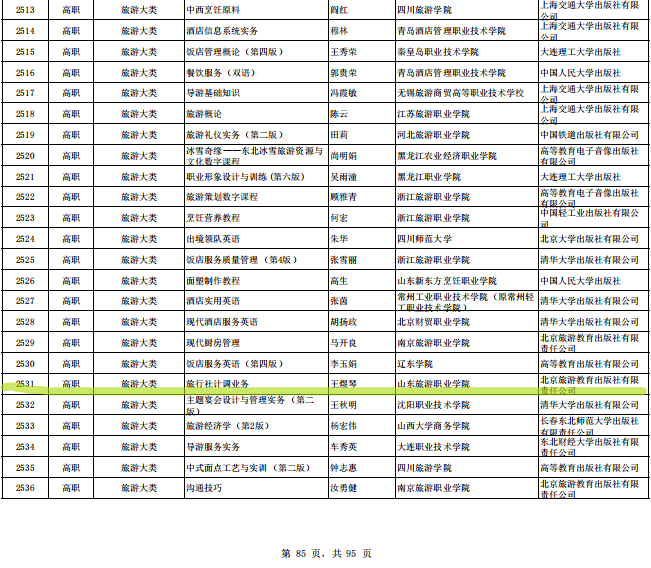 2513 高职 旅游大类 中西烹饪原料 阎红 四川旅游学院 上海交通大学出版社有限公司
2514 高职 旅游大类 酒店信息系统实务 穆林 青岛酒店管理职业技术学院 上海交通大学出版社有限公司
2515 高职 旅游大类 饭店管理概论（第四版） 王秀荣 秦皇岛职业技术学院 大连理工大学出版社
2516 高职 旅游大类 餐饮服务（双语） 郭贵荣 青岛酒店管理职业技术学院 中国人民大学出版社
2517 高职 旅游大类 导游基础知识 冯霞敏 无锡旅游商贸高等职业技术学校 上海交通大学出版社有限公司
2518 高职 旅游大类 旅游概论 陈云 江苏旅游职业学院 上海交通大学出版社有限公司
2519 高职 旅游大类 旅游礼仪实务（第二版） 田莉 河北旅游职业学院 中国铁道出版社有限公司
2520 高职 旅游大类 冰雪奇缘——东北冰雪旅游资源与文化数字课程 尚明娟 黑龙江农业经济职业学院 高等教育电子音像出版社有限公司
2521 高职 旅游大类 职业形象设计与训练(第六版) 吴雨潼 黑龙江职业学院 大连理工大学出版社
2522 高职 旅游大类 旅游策划数字课程 顾雅青 浙江旅游职业学院 高等教育电子音像出版社有限公司
2523 高职 旅游大类 烹饪营养教程 何宏 浙江旅游职业学院 中国轻工业出版社有限公司
2524 高职 旅游大类 出境领队英语 朱华 四川师范大学 北京大学出版社有限公司
2525 高职 旅游大类 饭店服务质量管理（第4版） 张雪丽 浙江旅游职业学院 清华大学出版社有限公司
2526 高职 旅游大类 面塑制作教程 高生 山东新东方烹饪职业学院 中国人民大学出版社
2527 高职 旅游大类 酒店实用英语 张茵 常州工业职业技术学院（原常州轻工职业技术学院） 清华大学出版社有限公司
2528 高职 旅游大类 现代酒店服务英语 胡扬政 北京财贸职业学院 清华大学出版社有限公司
2529 高职 旅游大类 现代厨房管理 马开良 南京旅游职业学院 北京旅游教育出版社有限责任公司
2530 高职 旅游大类 饭店服务英语（第四版） 李玉娟 辽东学院 高等教育出版社有限公司
2531 高职 旅游大类 旅行社计调业务 王煜琴 山东旅游职业学院 北京旅游教育出版社有限责任公司
2532 高职 旅游大类 主题宴会设计与管理实务（第二版） 王秋明 沈阳职业技术学院 清华大学出版社有限公司
2533 高职 旅游大类 旅游经济学（第2版） 杨宏伟 山西大学商务学院 长春东北师范大学出版社有限责任公司
2534 高职 旅游大类 导游服务实务 车秀英 大连职业技术学院 东北财经大学出版社有限责任公司
2535 高职 旅游大类 中式面点工艺与实训（第二版） 钟志惠 四川旅游学院 高等教育出版社有限公司
2536 高职 旅游大类 沟通技巧 汝勇健 南京旅游职业学院 北京旅游教育出版社有限责任公司
第 85 页，共 95 页